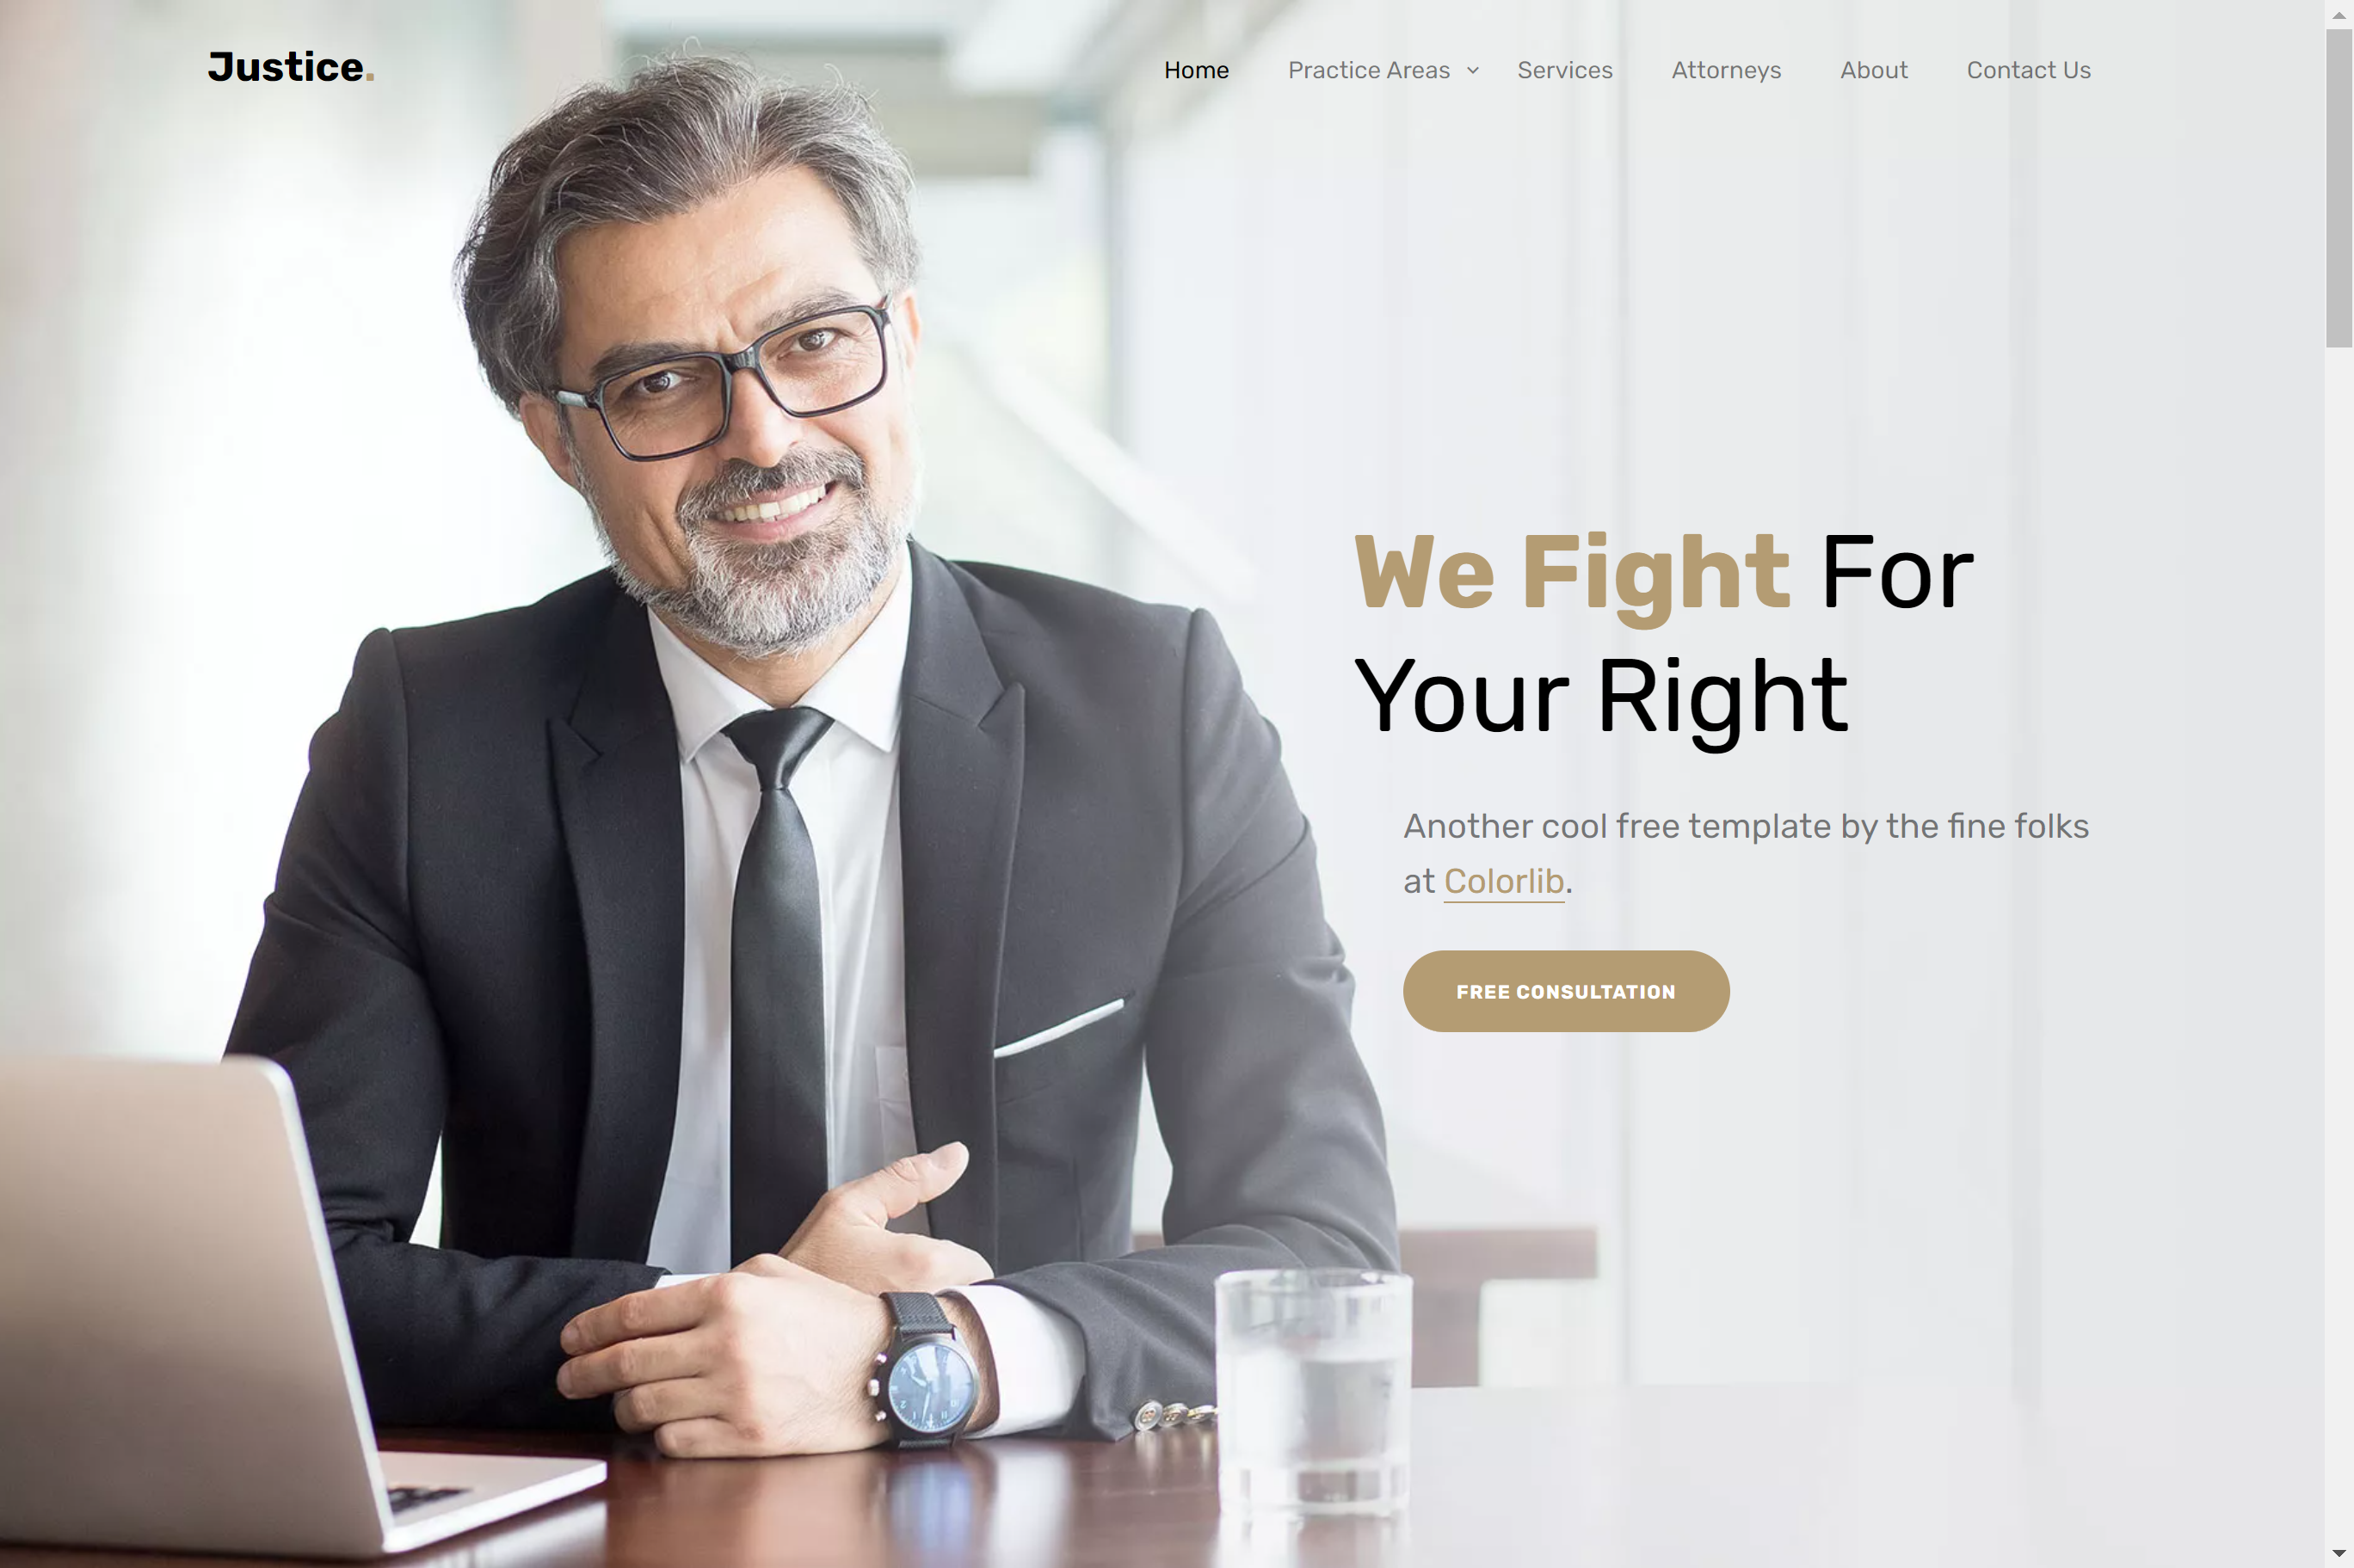 Justice.
Home Practice Areas Services Attorneys About Contact Us
We Fight For
Your Right
Another cool free template by the fine folks
at Colorlib.
FREE CONSULTATION